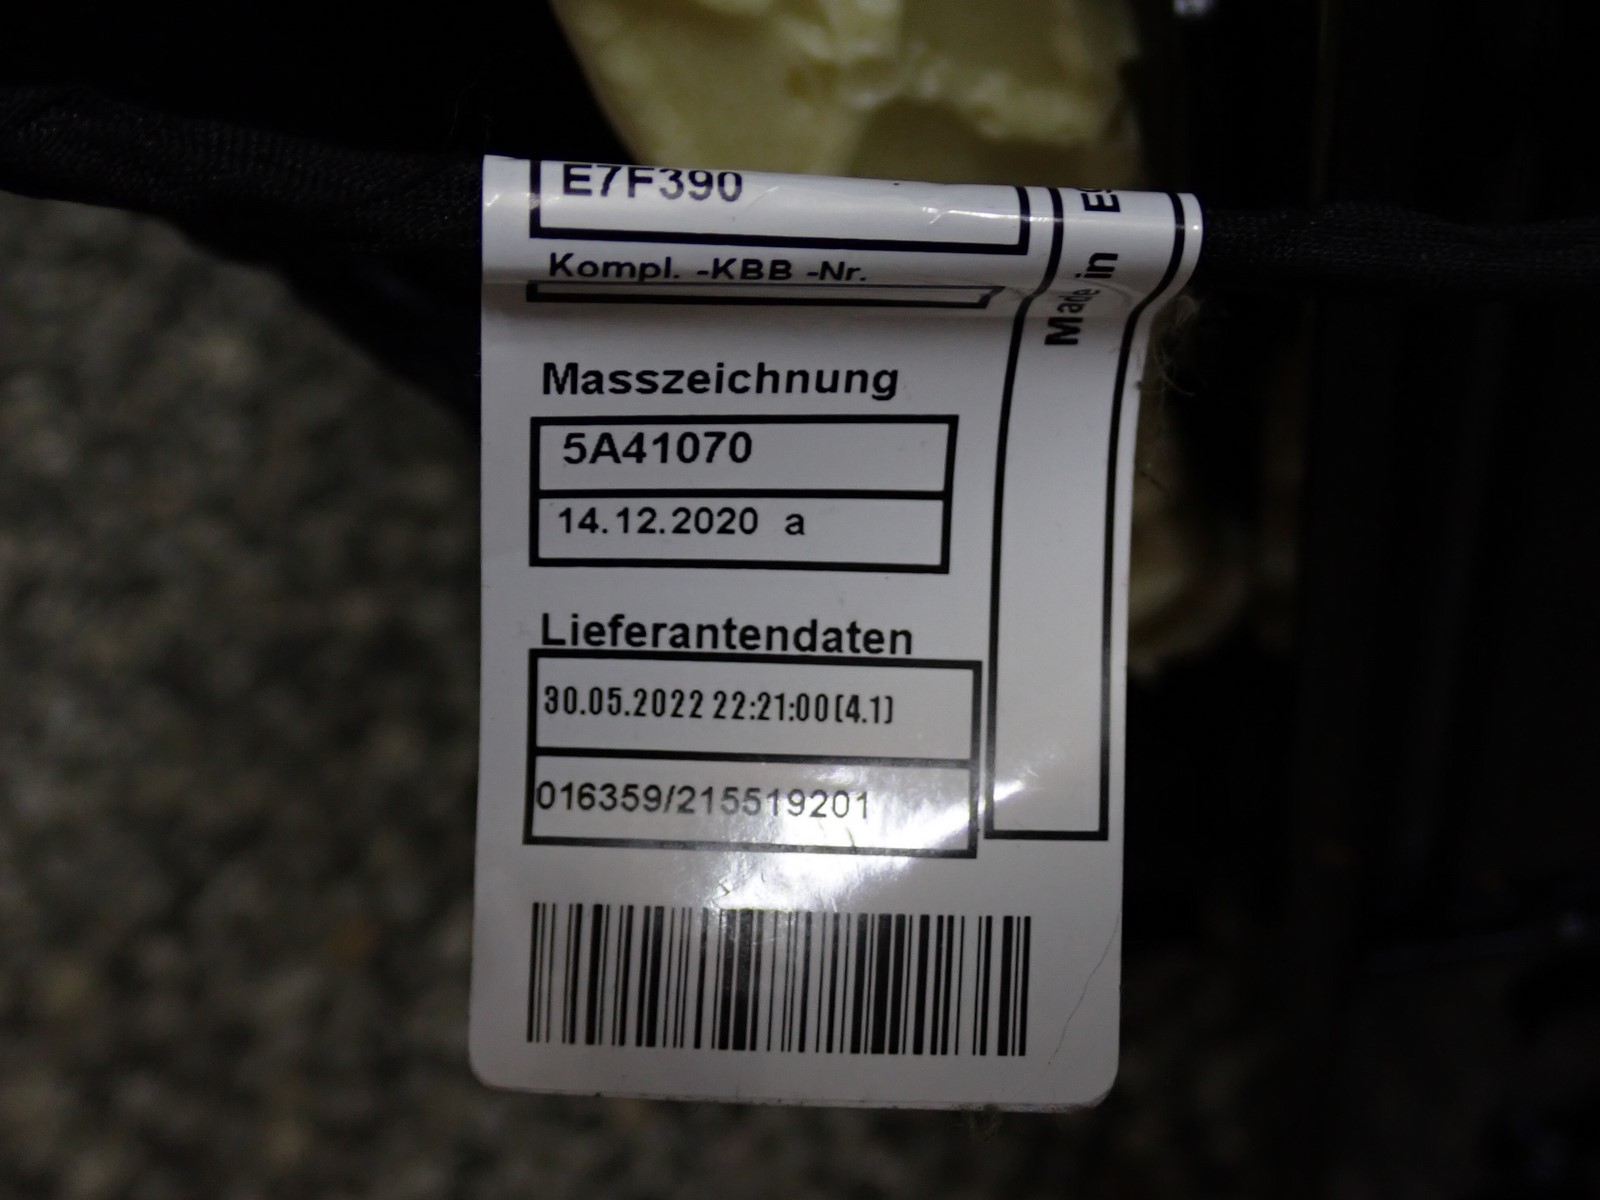 E7F390
Kompl. -KBB -Nr.
Masszeichnung
5A41070
14.12.2020 a
Lieferantendaten
30.05.2022 22:21:00(4.1)
016359/215519201
Made in